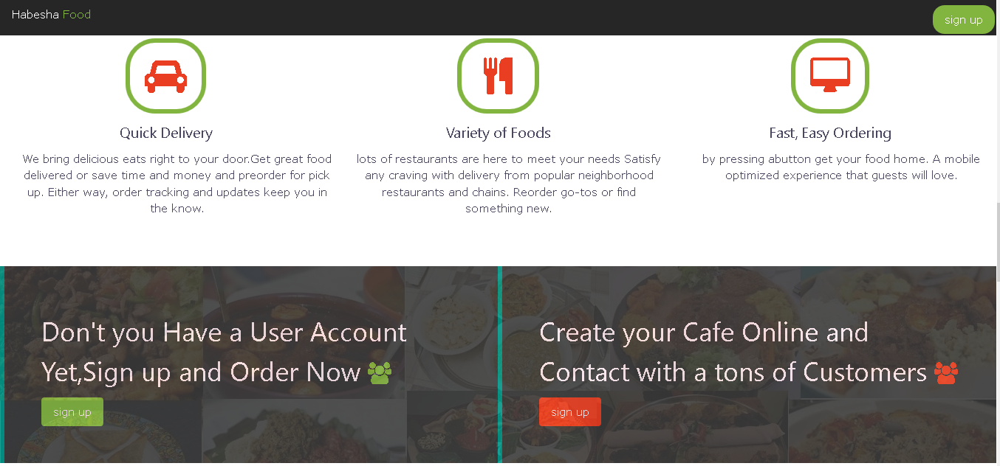 Habesha Food
sign up
Quick Delivery
We bring delicious eats right to your door.Get great food
delivered or save time and money and preorder for pick
up. Either way, order tracking and updates keep you in
the know.
Variety of Foods
lots of restaurants are here to meet your needs Satisfy
any craving with delivery from popular neighborhood
restaurants and chains. Reorder go-tos or find
something new.
Fast, Easy Ordering
by pressing abutton get your food home. A mobile
optimized experience that guests will love.
Don't you Have a User Account
Yet,Sign up and Order Now
sign up
Create your Cafe Online and
Contact with a tons of Customers
sign up